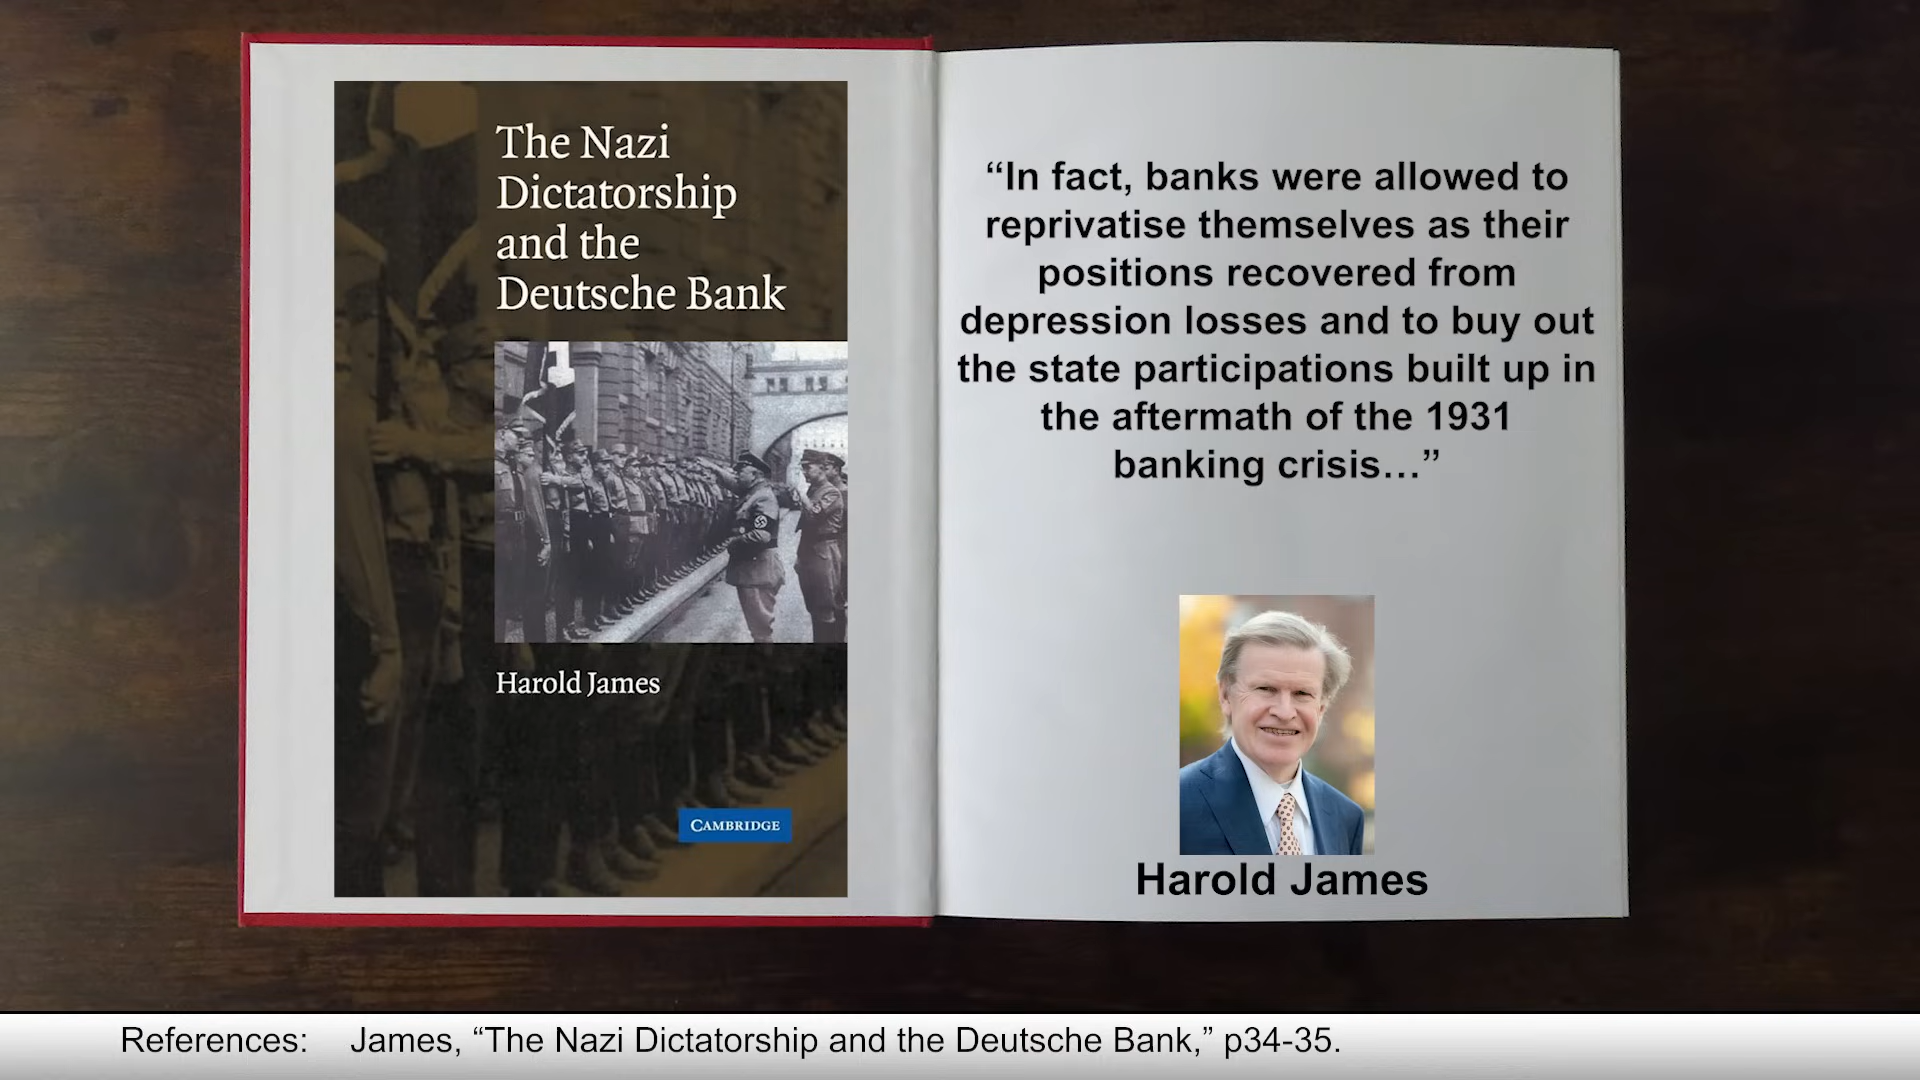 The Nazi
Dictatorship
and the
Deutsche Bank
Harold James
CAMBRIDGE
“In fact, banks were allowed to
reprivatise themselves as their
positions recovered from
depression losses and to buy out
the state participations built up in
the aftermath of the 1931
banking crisis…”
Harold James
References: James, “The Nazi Dictatorship and the Deutsche Bank,” p34-35.